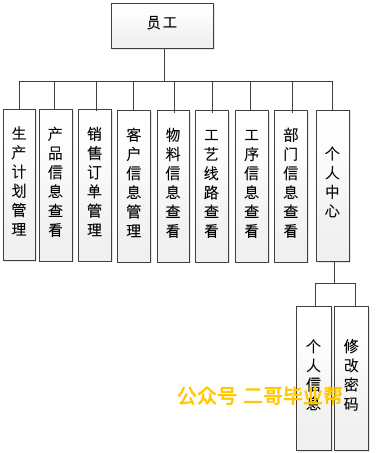 员工
生产计划管理
产品信息查看
销售订单管理
客户信息管理
物料信息查看
工艺线路查看
工序信息查看
部门信息查看
个人中心
个人信息
修改密码
公众号 二哥毕业帮